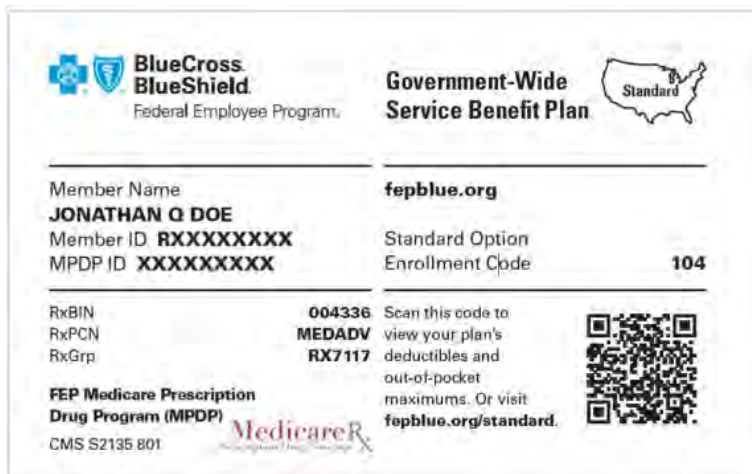 BlueCross.
BlueShield.
Federal Employee Program.
Government-Wide
Service Benefit Plan
Standard
Member Name
JONATHAN Q DOE
Member ID RXXXXXXXX
MPDP ID XXXXXXXXX
fepblue.org
Standard Option
Enrollment Code 104
RxBIN 004336
RxPCN MEDADV
RxGrp RX7117
FEP Medicare Prescription
Drug Program (MPDP)
CMS S2135 801
MedicareRx
Scan this code to
view your plan's
deductibles and
out-of-pocket
maximums. Or visit
fepblue.org/standard.